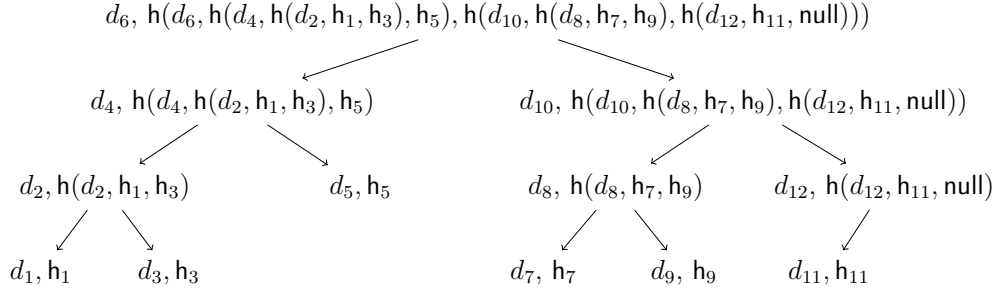 d₆, h(d₆, h(d₄, h(d₂, h₁, h₃), h₅), h(d₁₀, h(d₈, h₇, h₉), h(d₁₂, h₁₁, null)))
d₄, h(d₄, h(d₂, h₁, h₃), h₅) d₁₀, h(d₁₀, h(d₈, h₇, h₉), h(d₁₂, h₁₁, null))
d₂, h(d₂, h₁, h₃) d₅, h₅ d₈, h(d₈, h₇, h₉) d₁₂, h(d₁₂, h₁₁, null)
d₁, h₁ d₃, h₃ d₇, h₇ d₉, h₉ d₁₁, h₁₁